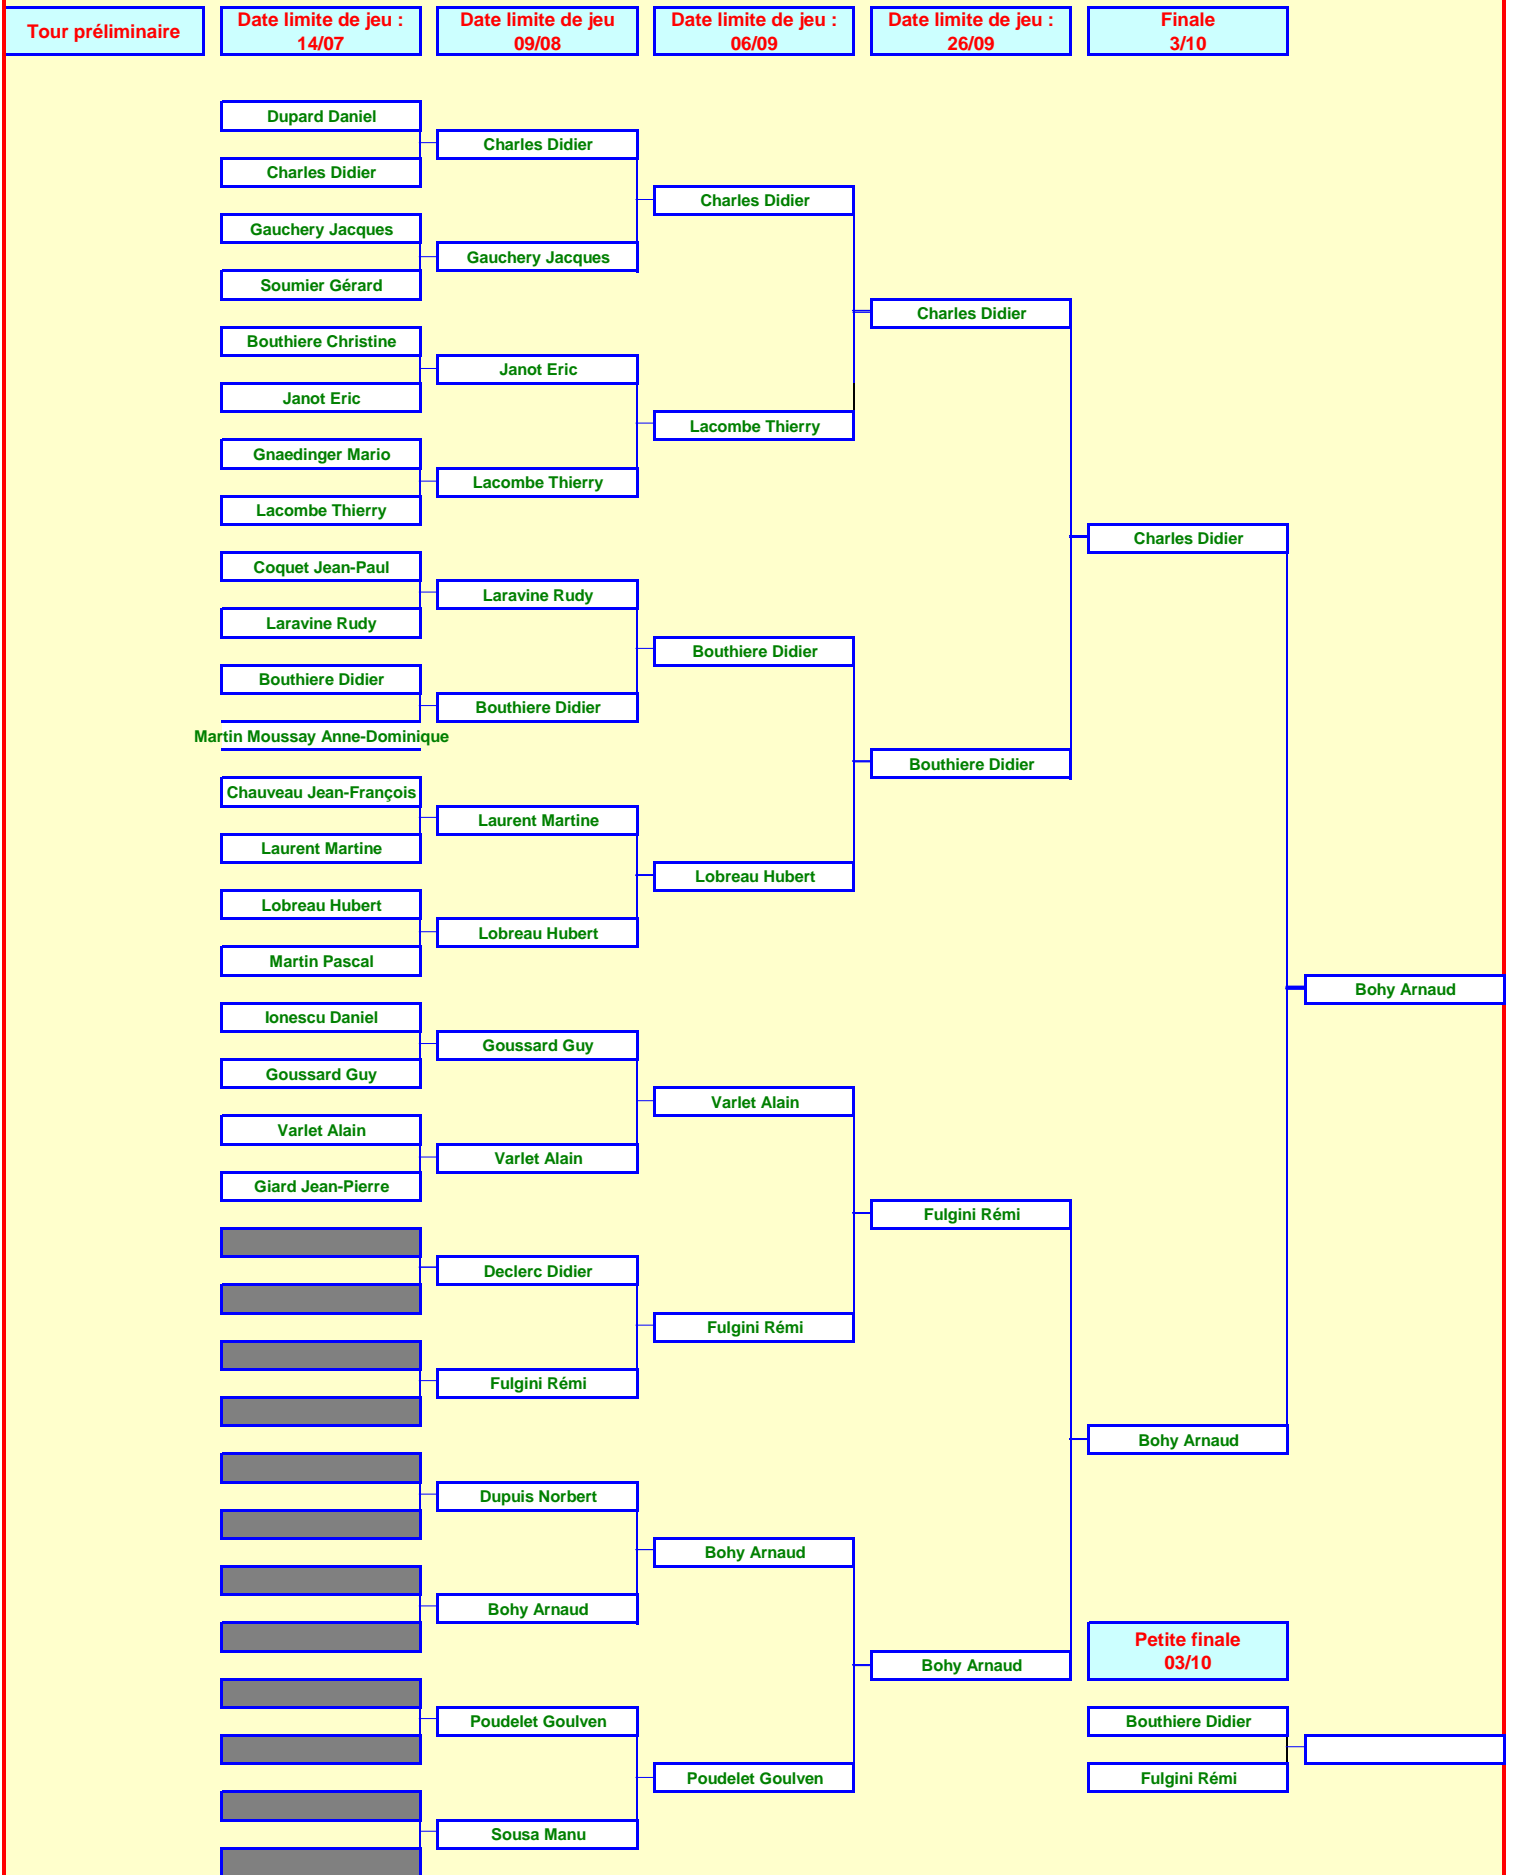 Tour préliminaire
Date limite de jeu :
14/07
Date limite de jeu
09/08
Date limite de jeu :
06/09
Date limite de jeu :
26/09
Finale
3/10
Dupard Daniel
Charles Didier
Charles Didier
Charles Didier
Gauchery Jacques
Gauchery Jacques
Soumier Gérard
Charles Didier
Bouthiere Christine
Janot Eric
Janot Eric
Lacombe Thierry
Gnaedinger Mario
Lacombe Thierry
Lacombe Thierry
Charles Didier
Coquet Jean-Paul
Laravine Rudy
Laravine Rudy
Bouthiere Didier
Bouthiere Didier
Bouthiere Didier
Martin Moussay Anne-Dominique
Bouthiere Didier
Chauveau Jean-François
Laurent Martine
Laurent Martine
Lobreau Hubert
Lobreau Hubert
Lobreau Hubert
Martin Pascal
Bohy Arnaud
Ionescu Daniel
Goussard Guy
Goussard Guy
Varlet Alain
Varlet Alain
Varlet Alain
Giard Jean-Pierre
Fulgini Rémi
Declerc Didier
Fulgini Rémi
Fulgini Rémi
Bohy Arnaud
Dupuis Norbert
Bohy Arnaud
Bohy Arnaud
Petite finale
03/10
Bohy Arnaud
Poudelet Goulven
Bouthiere Didier
Poudelet Goulven
Fulgini Rémi
Sousa Manu